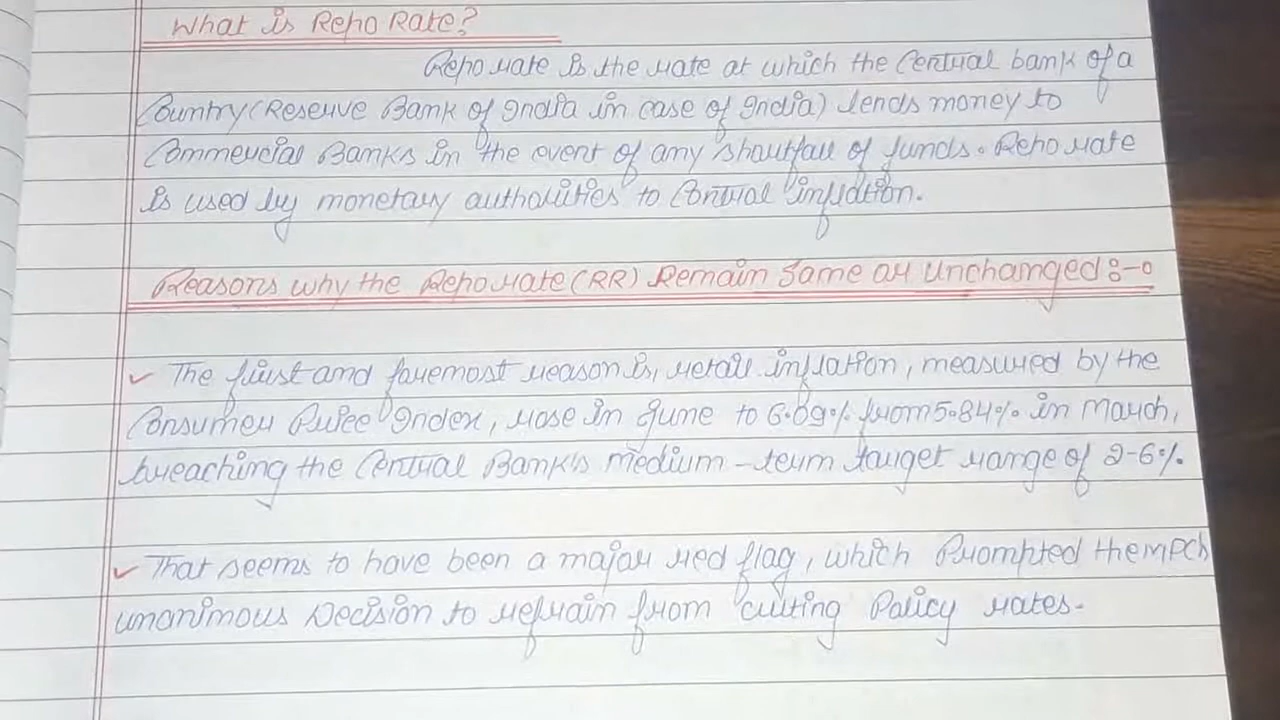 What is Repo Rate?
Repo rate is the rate at which the Central bank of a
Country (Reserve Bank of India in case of India) lends money to
Commercial Banks in the event of any shortfall of funds. Repo rate
is used by monetary authorities to Control inflation.
Reasons why the Repo rate (RR) Remain Same or Unchanged :-
✓ The first and foremost reason is, retail inflation, measured by the
Consumer Price Index, rose in June to 6.09% from 5.84% in March,
breaching the Central Bank's medium-term target range of 2-6%.
✓ That seems to have been a major red flag, which Prompted the MPC's
unanimous Decision to refrain from cutting Policy rates.